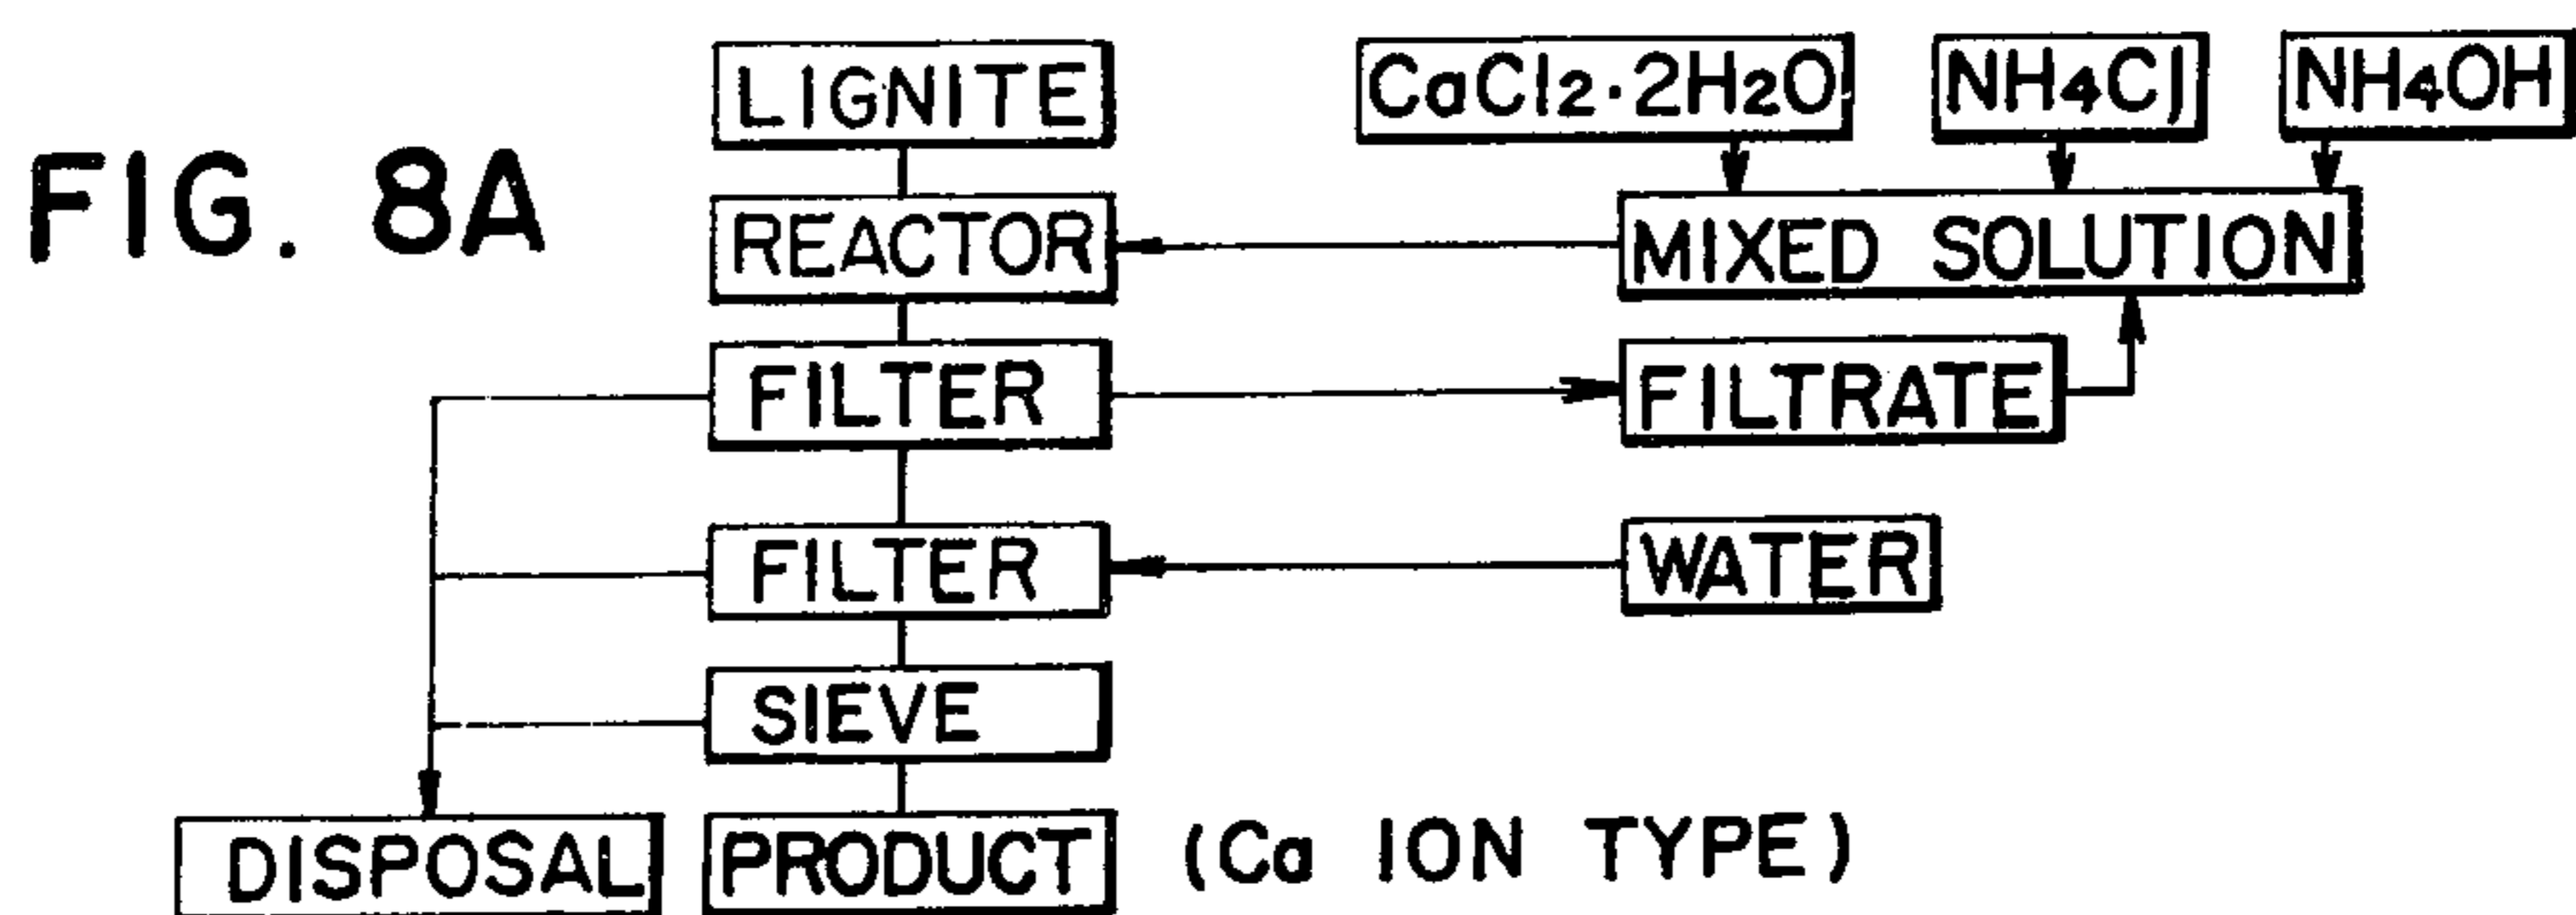 FIG. 8A
LIGNITE
CaCl2·2H2O
NH4Cl
NH4OH
REACTOR
MIXED SOLUTION
FILTER
FILTRATE
FILTER
WATER
SIEVE
DISPOSAL
PRODUCT
(Ca ION TYPE)